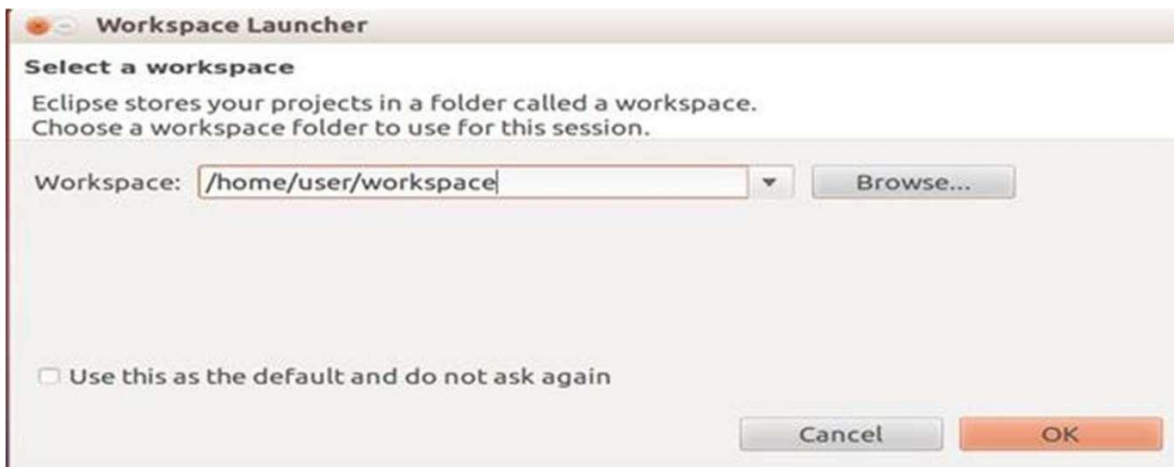 Workspace Launcher
Select a workspace
Eclipse stores your projects in a folder called a workspace.
Choose a workspace folder to use for this session.
Workspace: /home/user/workspace Browse...
Use this as the default and do not ask again
Cancel OK